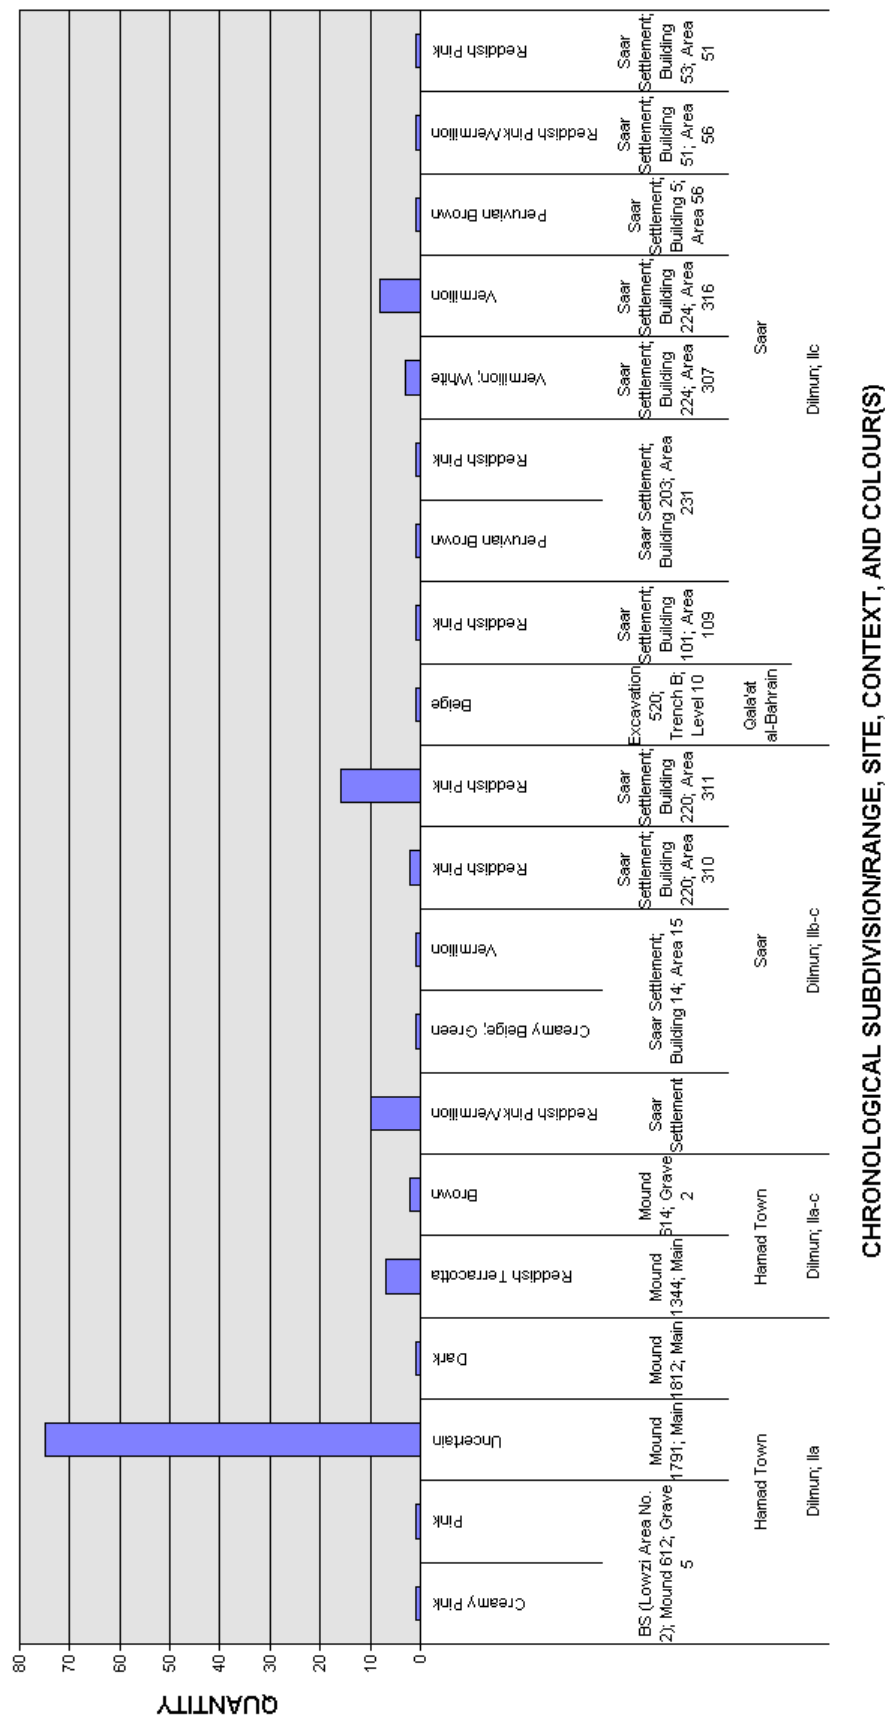 QUANTITY
80
70
60
50
40
30
20
10
0
Creamy Pink
Pink
Uncertain
Dark
Reddish Terracotta
Brown
Reddish Pink/Vermilion
Creamy Beige; Green
Vermilion
Reddish Pink
Reddish Pink
Beige
Reddish Pink
Peruvian Brown
Reddish Pink
Vermilion; White
Vermilion
Peruvian Brown
Reddish Pink/Vermilion
Reddish Pink
BS (Lowzi Area No.
2); Mound 612; Grave
5
Mound
1791; Main
Mound
1812; Main
Mound
1344; Main
Mound
614; Grave
2
Saar
Settlement
Saar Settlement;
Building 14; Area 15
Saar
Settlement;
Building
220; Area
310
Saar
Settlement;
Building
220; Area
311
Excavation
520;
Trench B;
Level 10
Saar
Settlement;
Building
101; Area
109
Saar Settlement;
Building 203; Area
231
Saar
Settlement;
Building
224; Area
307
Saar
Settlement;
Building
224; Area
316
Saar
Settlement;
Building 5;
Area 56
Saar
Settlement;
Building
51; Area
56
Saar
Settlement;
Building
53; Area
51
Hamad Town
Hamad Town
Saar
Qala'at
al-Bahrain
Saar
Dilmun; IIa
Dilmun; IIa-c
Dilmun; IIb-c
Dilmun; IIc
CHRONOLOGICAL SUBDIVISION/RANGE, SITE, CONTEXT, AND COLOUR(S)